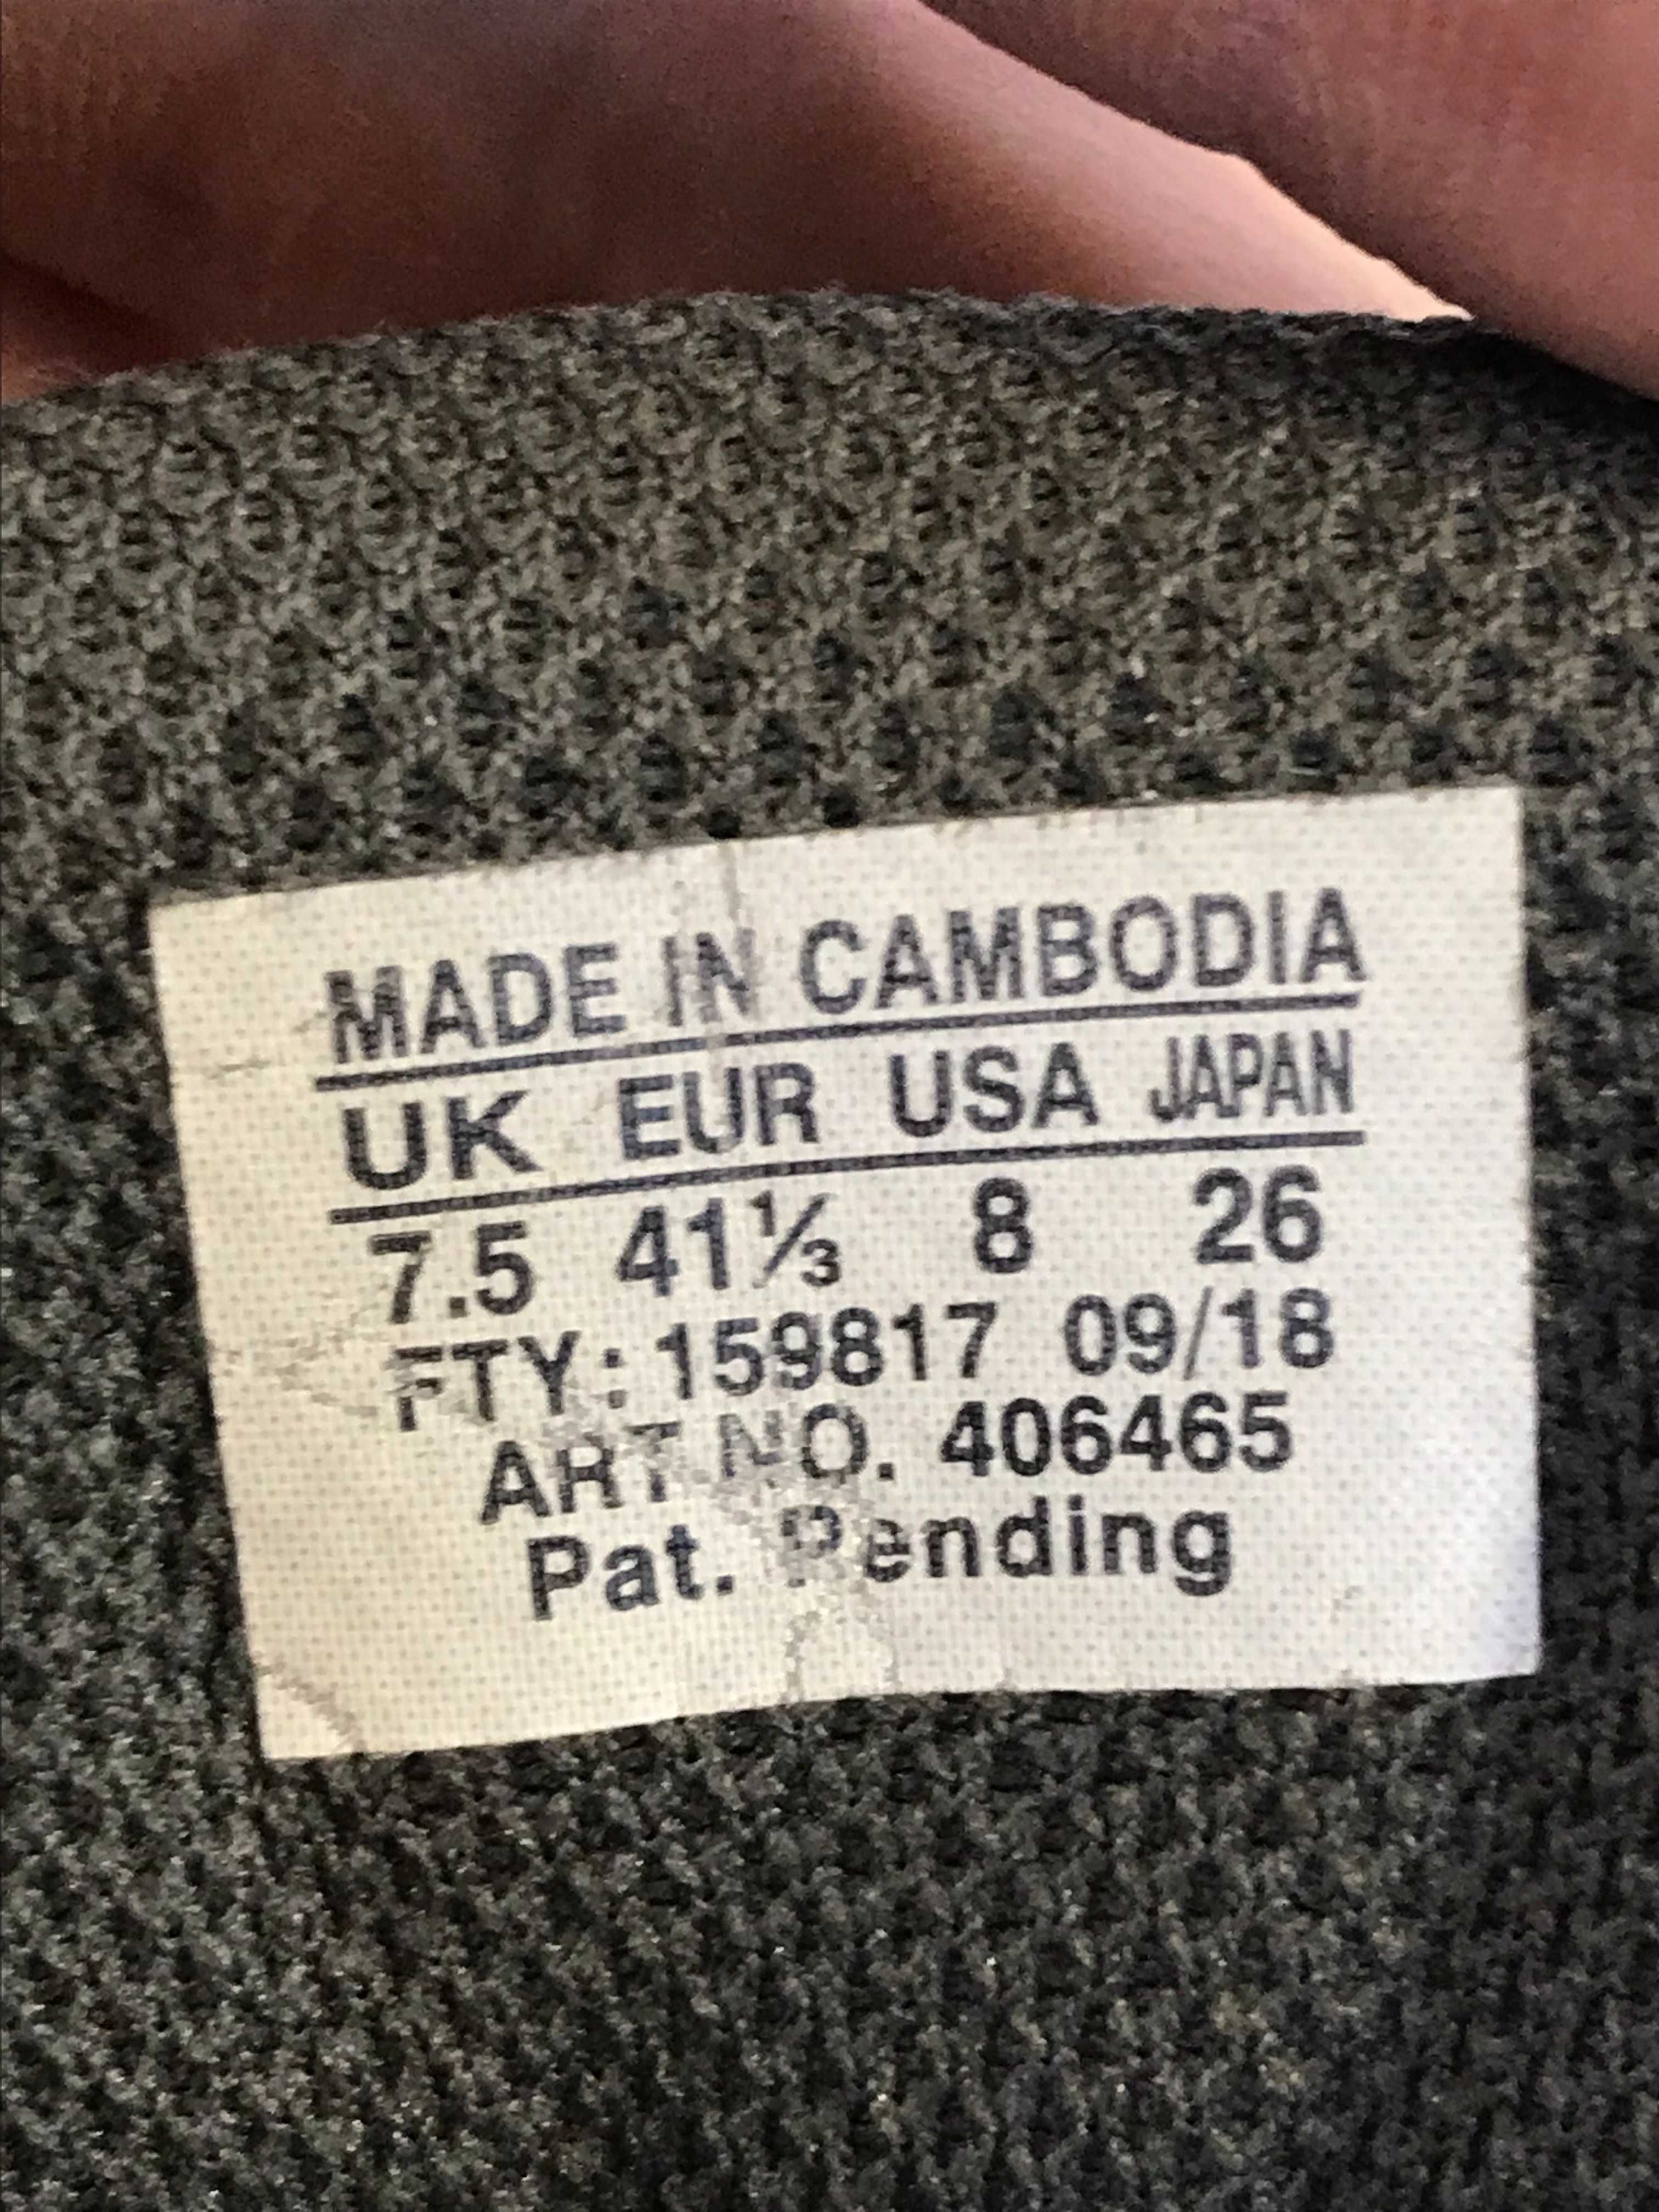 MADE IN CAMBODIA
UK EUR USA JAPAN
7.5 41⅓ 8 26
FTY: 159817 09/18
ART NO. 406465
Pat. Pending